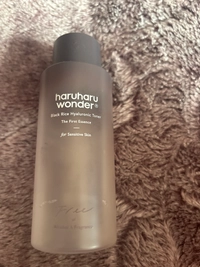 haruharu
wonder®
Black Rice Hyaluronic Toner
The First Essence
for Sensitive Skin